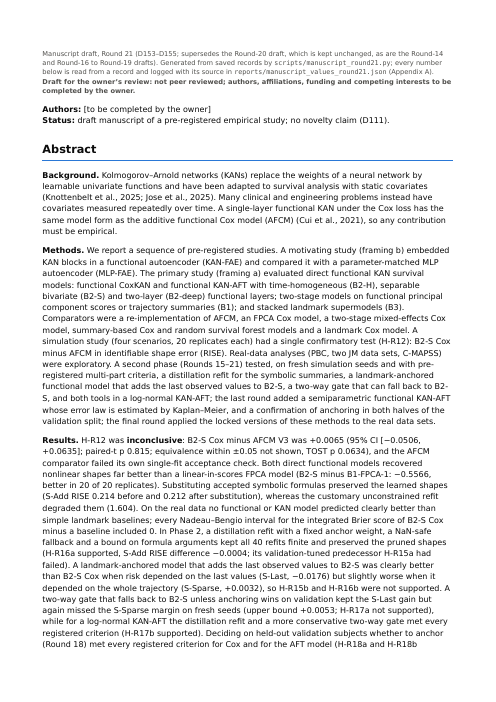 Manuscript draft, Round 21 (D153–D155; supersedes the Round-20 draft, which is kept unchanged, as are the Round-14
and Round-16 to Round-19 drafts). Generated from saved records by scripts/manuscript_round21.py; every number
below is read from a record and logged with its source in reports/manuscript_values_round21.json (Appendix A).
Draft for the owner's review: not peer reviewed; authors, affiliations, funding and competing interests to be
completed by the owner.
Authors: [to be completed by the owner]
Status: draft manuscript of a pre-registered empirical study; no novelty claim (D111).
Abstract
Background. Kolmogorov–Arnold networks (KANs) replace the weights of a neural network by
learnable univariate functions and have been adapted to survival analysis with static covariates
(Knottenbelt et al., 2025; Jose et al., 2025). Many clinical and engineering problems instead have
covariates measured repeatedly over time. A single-layer functional KAN under the Cox loss has the
same model form as the additive functional Cox model (AFCM) (Cui et al., 2021), so any contribution
must be empirical.
Methods. We report a sequence of pre-registered studies. A motivating study (framing b) embedded
KAN blocks in a functional autoencoder (KAN-FAE) and compared it with a parameter-matched MLP
autoencoder (MLP-FAE). The primary study (framing a) evaluated direct functional KAN survival
models: functional CoxKAN and functional KAN-AFT with time-homogeneous (B2-H), separable
bivariate (B2-S) and two-layer (B2-deep) functional layers; two-stage models on functional principal
component scores or trajectory summaries (B1); and stacked landmark supermodels (B3).
Comparators were a re-implementation of AFCM, an FPCA Cox model, a two-stage mixed-effects Cox
model, summary-based Cox and random survival forest models and a landmark Cox model. A
simulation study (four scenarios, 20 replicates each) had a single confirmatory test (H-R12): B2-S
Cox minus AFCM in identifiable shape error (RISE). Real-data analyses (PBC, two JM data sets, C-MAPSS) were
exploratory. A second phase (Rounds 15–21) tested, on fresh simulation seeds and with pre-
registered multi-part criteria, a distillation refit for the symbolic summaries, a landmark-anchored
functional model that adds the last observed values to B2-S, a two-way gate that can fall back to B2-
S, and both tools in a log-normal KAN-AFT; the last round added a semiparametric functional KAN-AFT
whose error law is estimated by Kaplan–Meier, and a confirmation of anchoring in both halves of the
validation split; the final round applied the locked versions of these methods to the real data sets.
Results. H-R12 was inconclusive: B2-S Cox minus AFCM V3 was +0.0065 (95% CI [−0.0506,
+0.0635]; paired-t p 0.815; equivalence within ±0.05 not shown, TOST p 0.0634), and the AFCM
comparator failed its own single-fit acceptance check. Both direct functional models recovered
nonlinear shapes far better than a linear-in-scores FPCA model (B2-S minus B1-FPCA-1: −0.5566,
better in 20 of 20 replicates). Substituting accepted symbolic formulas preserved the learned shapes
(S-Add RISE 0.214 before and 0.212 after substitution), whereas the customary unconstrained refit
degraded them (1.604). On the real data no functional or KAN model predicted clearly better than
simple landmark baselines; every Nadeau–Bengio interval for the integrated Brier score of B2-S Cox
minus a baseline included 0. In Phase 2, a distillation refit with a fixed anchor weight, a NaN-safe
fallback and a bound on formula arguments kept all 40 refits finite and preserved the pruned shapes
(H-R16a supported, S-Add RISE difference −0.0004; its validation-tuned predecessor H-R15a had
failed). A landmark-anchored model that adds the last observed values to B2-S was clearly
better than B2-S Cox when risk depended on the last values (S-Last, −0.0176) but slightly worse when it
depended on the whole trajectory (S-Sparse, +0.0032), so H-R15b and H-R16b were not supported. A
two-way gate that falls back to B2-S unless anchoring wins on validation kept the S-Last gain but
again missed the S-Sparse margin on fresh seeds (upper bound +0.0053; H-R17a not supported),
while for a log-normal KAN-AFT the distillation refit and a more conservative two-way gate met every
registered criterion (H-R17b supported). Deciding on held-out validation subjects whether to anchor
(Round 18) met every registered criterion for Cox and for the AFT model (H-R18a and H-R18b